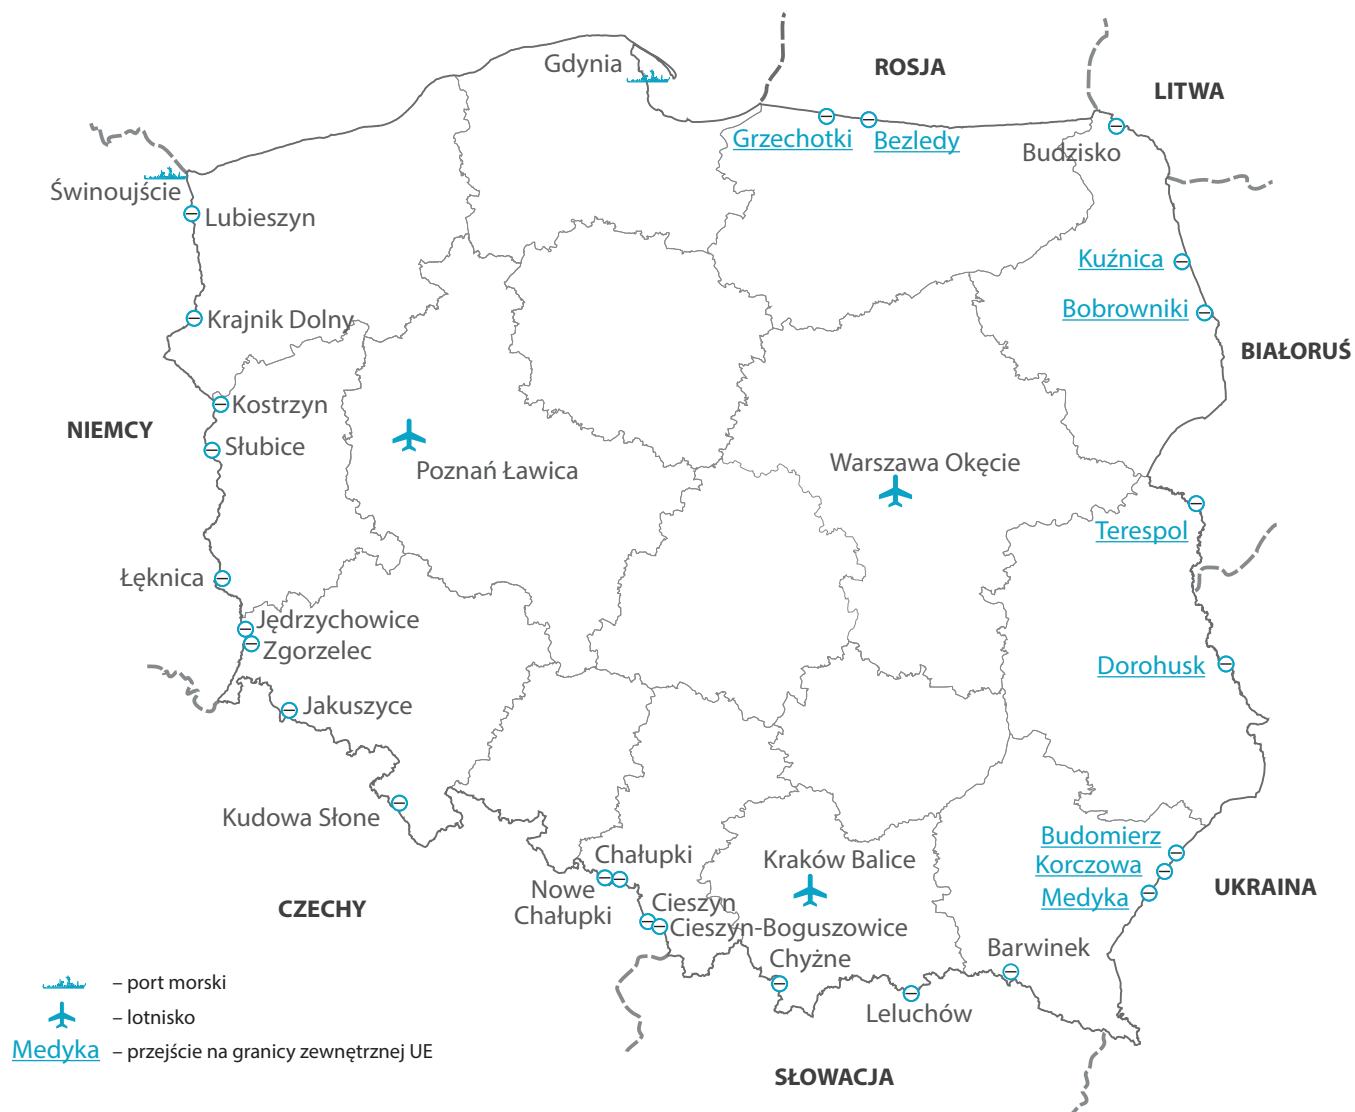 Gdynia
ROSJA
LITWA
Grzechotki
Bezledy
Budzisko
Świnoujście
Lubieszyn
Kuźnica
Bobrowniki
Krajnik Dolny
BIAŁORUŚ
Kostrzyn
NIEMCY
Słubice
Poznań Ławica
Warszawa Okęcie
Terespol
Łęknica
Jędrzychowice
Zgorzelec
Dorohusk
Jakuszyce
Kudowa Słone
Budomierz
Chałupki
Kraków Balice
Korczowa
Nowe
Chałupki
UKRAINA
Medyka
Cieszyn
CZECHY
Cieszyn-Boguszowice
Barwinek
Chyżne
Leluchów
– port morski
– lotnisko
Medyka – przejście na granicy zewnętrznej UE
SŁOWACJA